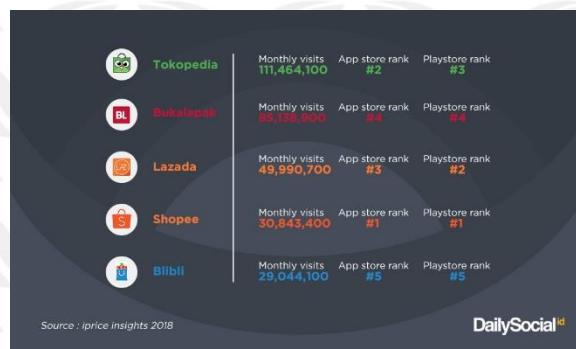 Tokopedia
Monthly visits App store rank Playstore rank
111,464,100 #2 #3
BL
Bukalapak
Monthly visits App store rank Playstore rank
85,138,900 #4 #4
Lazada
Monthly visits App store rank Playstore rank
49,990,700 #3 #2
S
Shopee
Monthly visits App store rank Playstore rank
30,843,400 #1 #1
Blibli
Monthly visits App store rank Playstore rank
29,044,100 #5 #5
Source : iprice insights 2018
DailySocial id